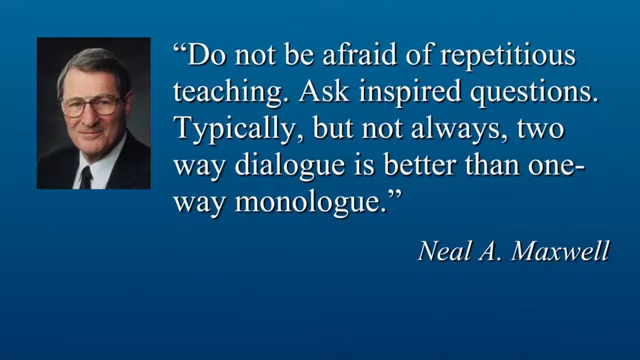 “Do not be afraid of repetitious
teaching. Ask inspired questions.
Typically, but not always, two
way dialogue is better than one-
way monologue.”
Neal A. Maxwell